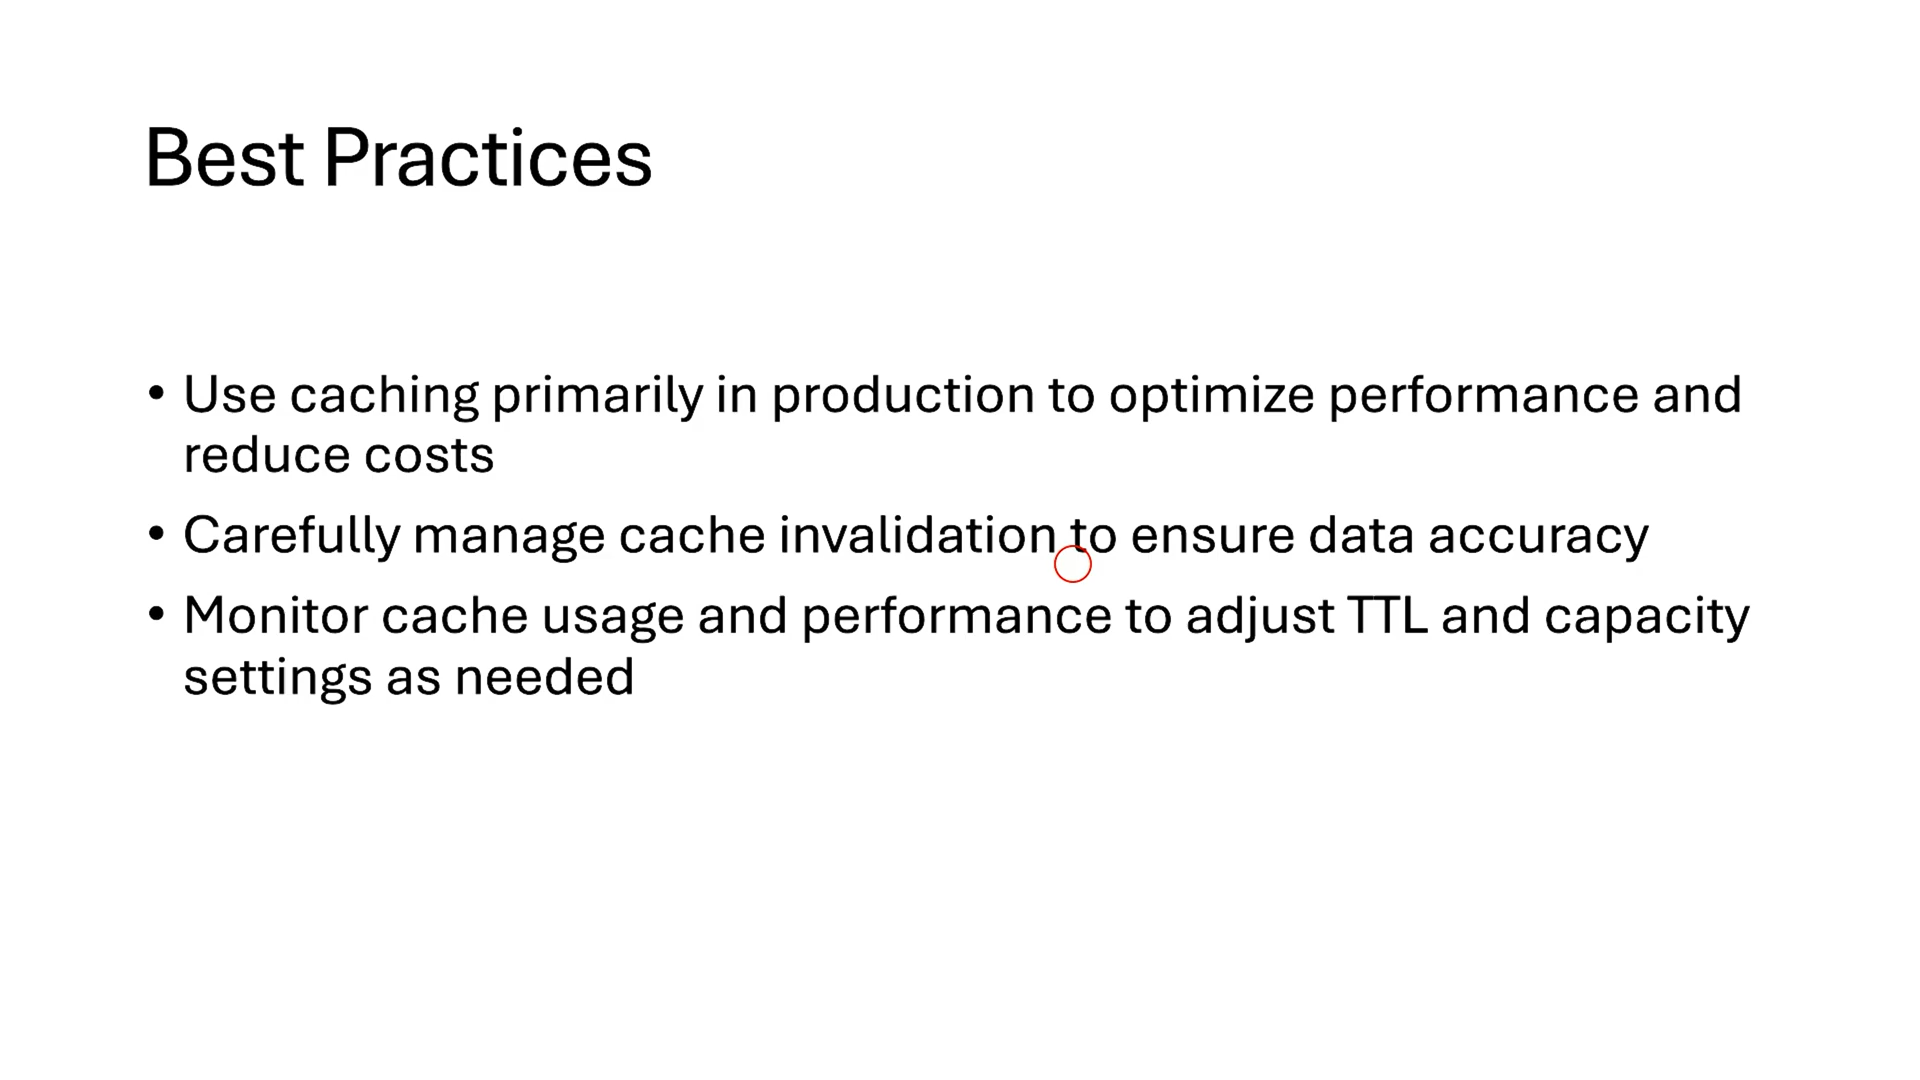 Best Practices
• Use caching primarily in production to optimize performance and
reduce costs
• Carefully manage cache invalidation to ensure data accuracy
• Monitor cache usage and performance to adjust TTL and capacity
settings as needed